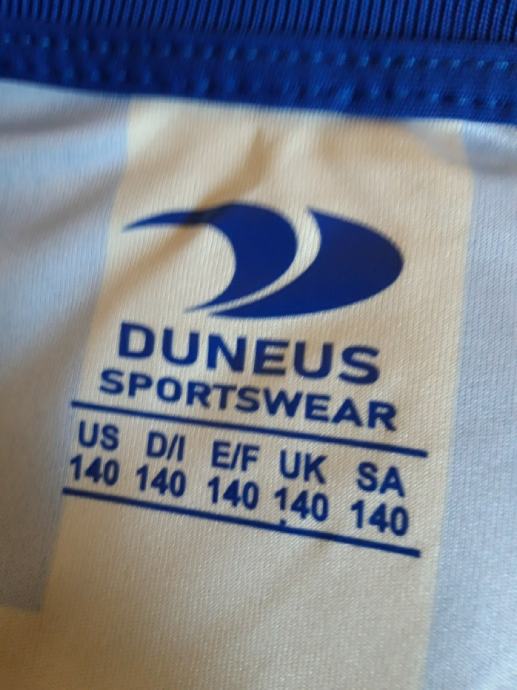 DUNEUS
SPORTSWEAR
US D/I E/F UK SA
140 140 140 140 140